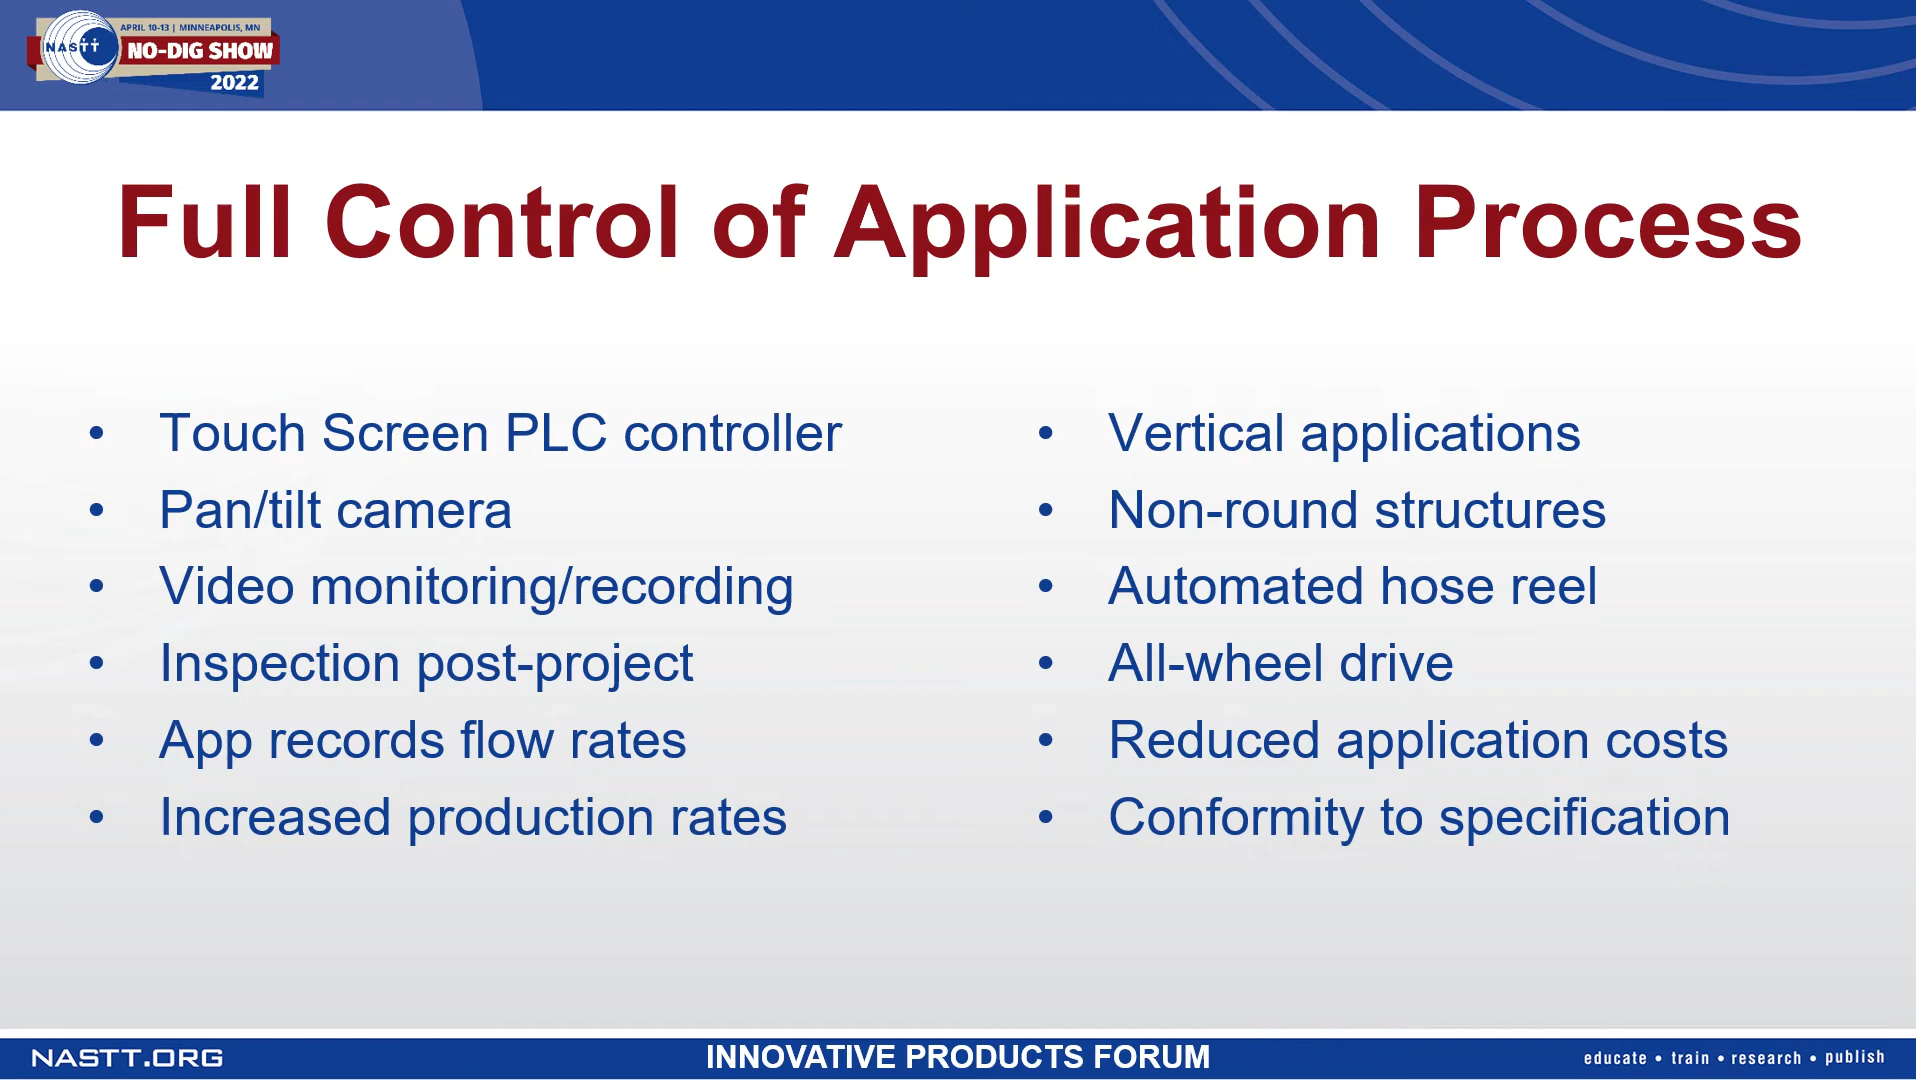 APRIL 10-13 | MINNEAPOLIS, MN
NASTT
NO-DIG SHOW
2022
Full Control of Application Process
• Touch Screen PLC controller
• Pan/tilt camera
• Video monitoring/recording
• Inspection post-project
• App records flow rates
• Increased production rates
• Vertical applications
• Non-round structures
• Automated hose reel
• All-wheel drive
• Reduced application costs
• Conformity to specification
NASTT.ORG
INNOVATIVE PRODUCTS FORUM
educate • train • research • publish